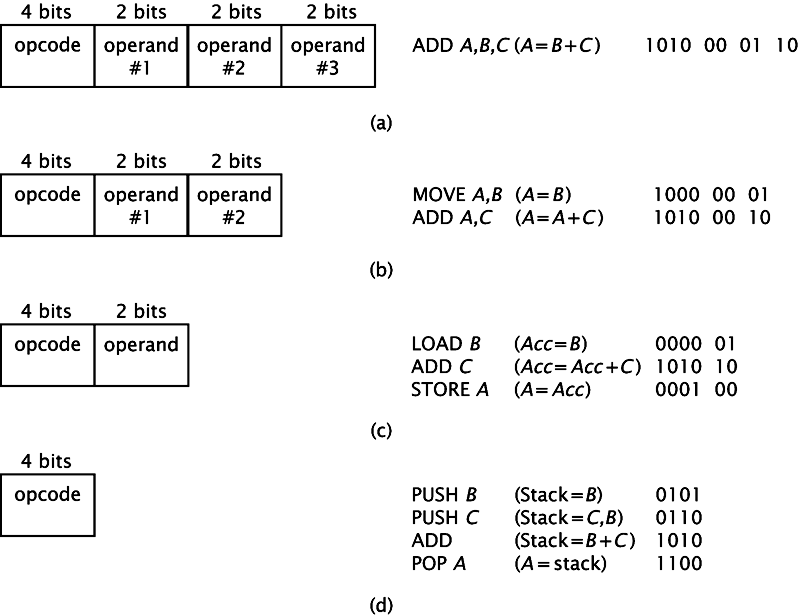 4 bits 2 bits 2 bits 2 bits
opcode operand #1 operand #2 operand #3 ADD A,B,C (A=B+C) 1010 00 01 10
(a)
4 bits 2 bits 2 bits
opcode operand #1 operand #2
MOVE A,B (A=B) 1000 00 01
ADD A,C (A=A+C) 1010 00 10
(b)
4 bits 2 bits
opcode operand
LOAD B (Acc=B) 0000 01
ADD C (Acc=Acc+C) 1010 10
STORE A (A=Acc) 0001 00
(c)
4 bits
opcode
PUSH B (Stack=B) 0101
PUSH C (Stack=C,B) 0110
ADD (Stack=B+C) 1010
POP A (A=stack) 1100
(d)